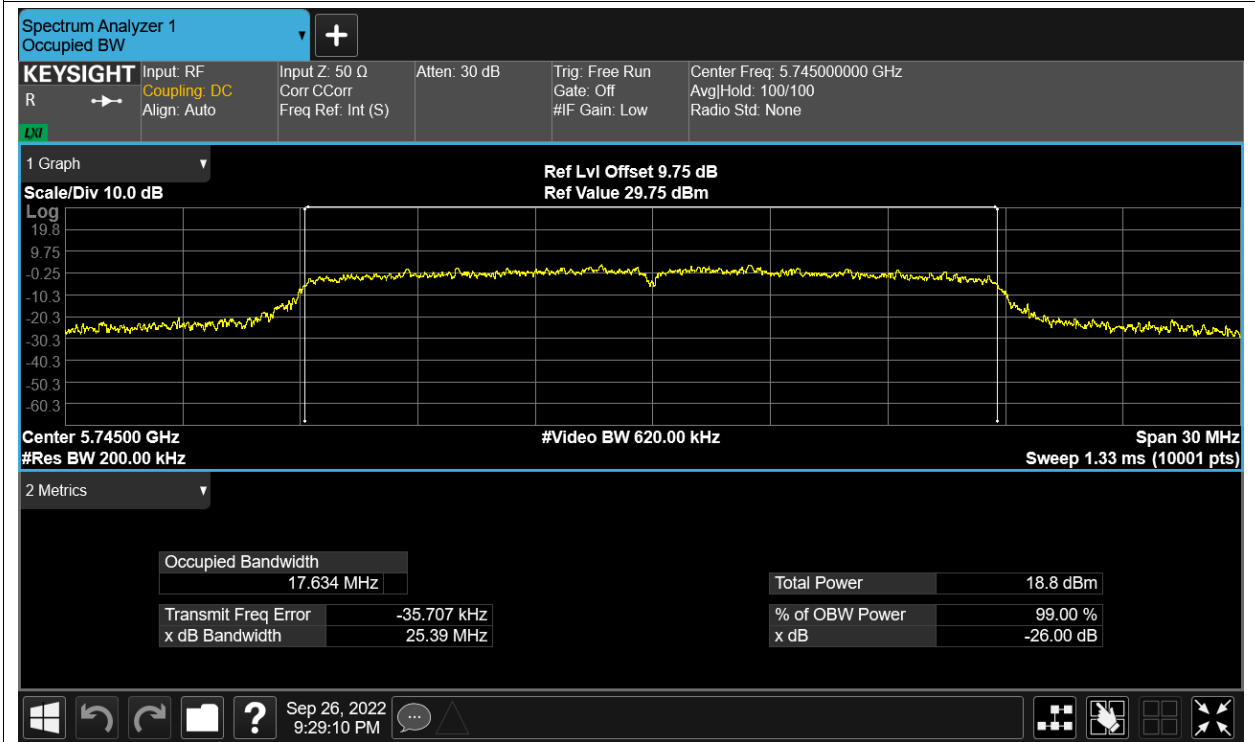 Spectrum Analyzer 1
Occupied BW
KEYSIGHT
R
LXI
Input: RF
Coupling: DC
Align: Auto
Input Z: 50 Ω
Corr CCorr
Freq Ref: Int (S)
Atten: 30 dB
Trig: Free Run
Gate: Off
#IF Gain: Low
Center Freq: 5.745000000 GHz
Avg|Hold: 100/100
Radio Std: None
1 Graph
Scale/Div 10.0 dB
Ref Lvl Offset 9.75 dB
Ref Value 29.75 dBm
Log
19.8
9.75
-0.25
-10.3
-20.3
-30.3
-40.3
-50.3
-60.3
Center 5.74500 GHz
#Res BW 200.00 kHz
#Video BW 620.00 kHz
Span 30 MHz
Sweep 1.33 ms (10001 pts)
2 Metrics
Occupied Bandwidth
17.634 MHz
Transmit Freq Error -35.707 kHz
x dB Bandwidth 25.39 MHz
Total Power 18.8 dBm
% of OBW Power 99.00 %
x dB -26.00 dB
?
Sep 26, 2022
9:29:10 PM